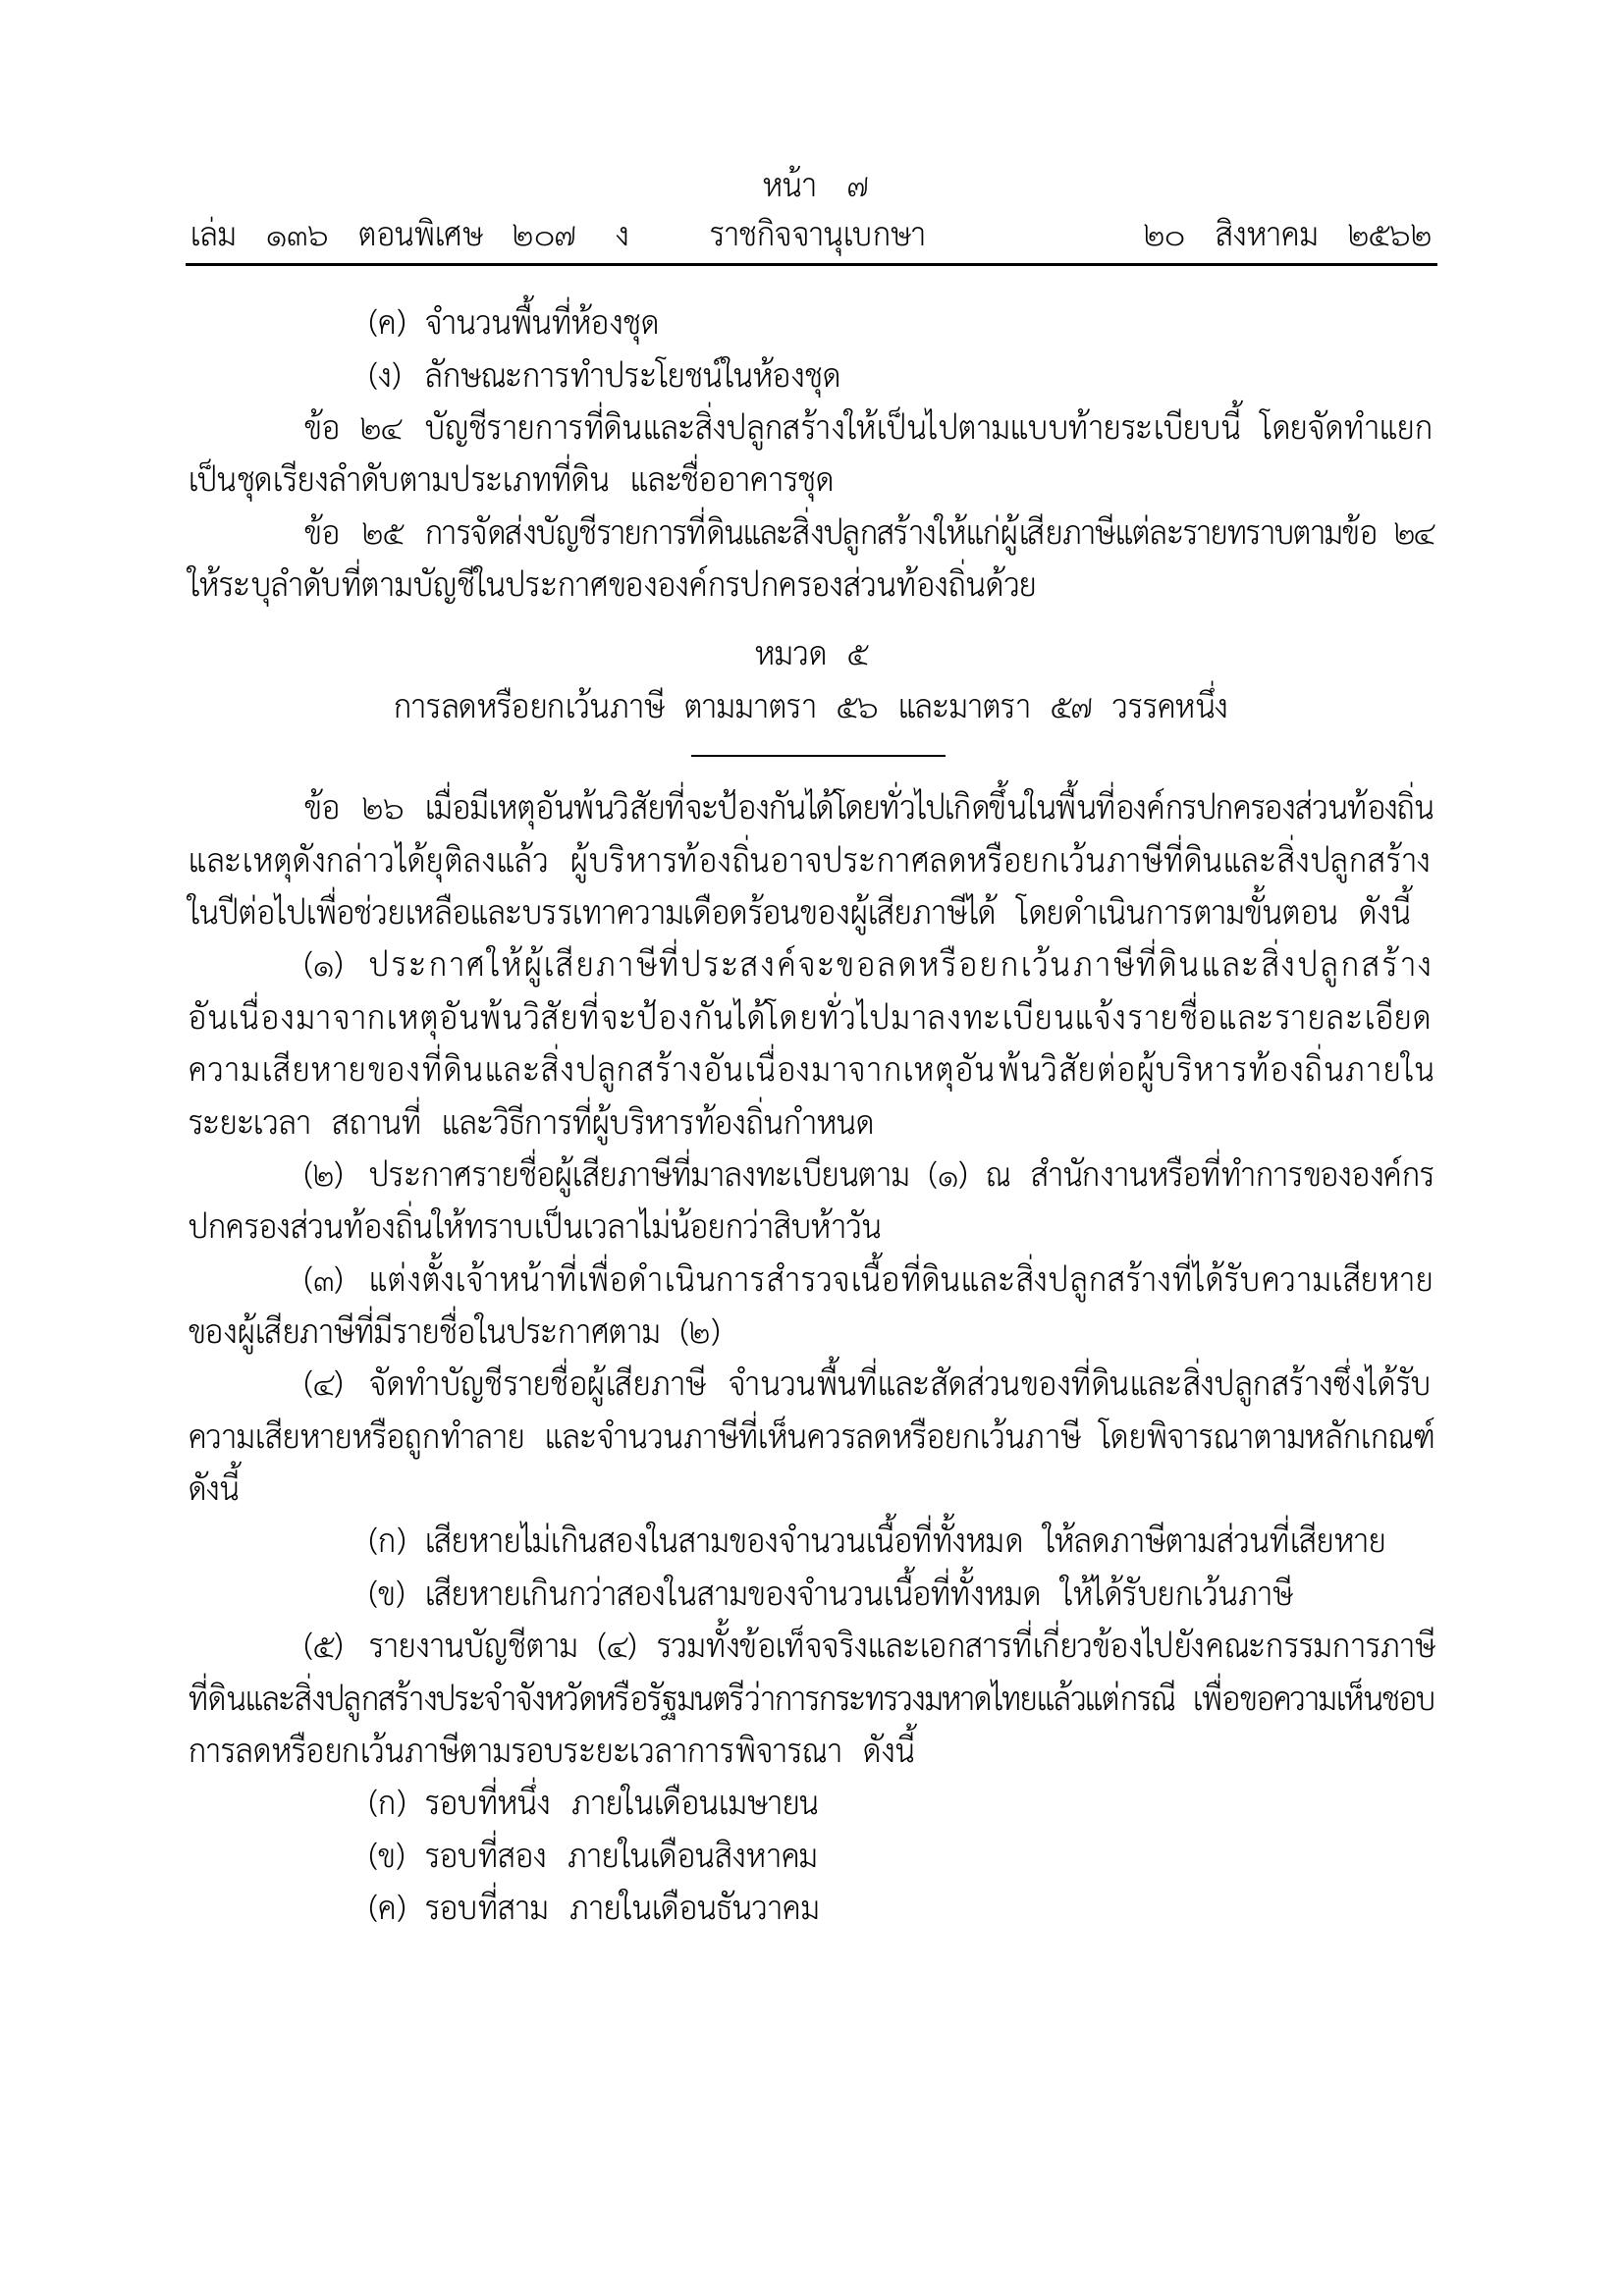 หน้า ๗
เล่ม ๑๓๖ ตอนพิเศษ ๒๐๗ ง ราชกิจจานุเบกษา ๒๐ สิงหาคม ๒๕๖๒
(ค) จำนวนพื้นที่ห้องชุด
(ง) ลักษณะการทำประโยชน์ในห้องชุด
ข้อ ๒๔ บัญชีรายการที่ดินและสิ่งปลูกสร้างให้เป็นไปตามแบบท้ายระเบียบนี้ โดยจัดทำแยก
เป็นชุดเรียงลำดับตามประเภทที่ดิน และชื่ออาคารชุด
ข้อ ๒๕ การจัดส่งบัญชีรายการที่ดินและสิ่งปลูกสร้างให้แก่ผู้เสียภาษีแต่ละรายทราบตามข้อ ๒๔
ให้ระบุลำดับที่ตามบัญชีในประกาศขององค์กรปกครองส่วนท้องถิ่นด้วย
หมวด ๕
การลดหรือยกเว้นภาษี ตามมาตรา ๕๖ และมาตรา ๕๗ วรรคหนึ่ง
ข้อ ๒๖ เมื่อมีเหตุอันพ้นวิสัยที่จะป้องกันได้โดยทั่วไปเกิดขึ้นในพื้นที่องค์กรปกครองส่วนท้องถิ่น
และเหตุดังกล่าวได้ยุติลงแล้ว ผู้บริหารท้องถิ่นอาจประกาศลดหรือยกเว้นภาษีที่ดินและสิ่งปลูกสร้าง
ในปีต่อไปเพื่อช่วยเหลือและบรรเทาความเดือดร้อนของผู้เสียภาษีได้ โดยดำเนินการตามขั้นตอน ดังนี้
(๑) ประกาศให้ผู้เสียภาษีที่ประสงค์จะขอลดหรือยกเว้นภาษีที่ดินและสิ่งปลูกสร้าง
อันเนื่องมาจากเหตุอันพ้นวิสัยที่จะป้องกันได้โดยทั่วไปมาลงทะเบียนแจ้งรายชื่อและรายละเอียด
ความเสียหายของที่ดินและสิ่งปลูกสร้างอันเนื่องมาจากเหตุอันพ้นวิสัยต่อผู้บริหารท้องถิ่นภายใน
ระยะเวลา สถานที่ และวิธีการที่ผู้บริหารท้องถิ่นกำหนด
(๒) ประกาศรายชื่อผู้เสียภาษีที่มาลงทะเบียนตาม (๑) ณ สำนักงานหรือที่ทำการขององค์กร
ปกครองส่วนท้องถิ่นให้ทราบเป็นเวลาไม่น้อยกว่าสิบห้าวัน
(๓) แต่งตั้งเจ้าหน้าที่เพื่อดำเนินการสำรวจเนื้อที่ดินและสิ่งปลูกสร้างที่ได้รับความเสียหาย
ของผู้เสียภาษีที่มีรายชื่อในประกาศตาม (๒)
(๔) จัดทำบัญชีรายชื่อผู้เสียภาษี จำนวนพื้นที่และสัดส่วนของที่ดินและสิ่งปลูกสร้างซึ่งได้รับ
ความเสียหายหรือถูกทำลาย และจำนวนภาษีที่เห็นควรลดหรือยกเว้นภาษี โดยพิจารณาตามหลักเกณฑ์
ดังนี้
(ก) เสียหายไม่เกินสองในสามของจำนวนเนื้อที่ทั้งหมด ให้ลดภาษีตามส่วนที่เสียหาย
(ข) เสียหายเกินกว่าสองในสามของจำนวนเนื้อที่ทั้งหมด ให้ได้รับยกเว้นภาษี
(๕) รายงานบัญชีตาม (๔) รวมทั้งข้อเท็จจริงและเอกสารที่เกี่ยวข้องไปยังคณะกรรมการภาษี
ที่ดินและสิ่งปลูกสร้างประจำจังหวัดหรือรัฐมนตรีว่าการกระทรวงมหาดไทยแล้วแต่กรณี เพื่อขอความเห็นชอบ
การลดหรือยกเว้นภาษีตามรอบระยะเวลาการพิจารณา ดังนี้
(ก) รอบที่หนึ่ง ภายในเดือนเมษายน
(ข) รอบที่สอง ภายในเดือนสิงหาคม
(ค) รอบที่สาม ภายในเดือนธันวาคม